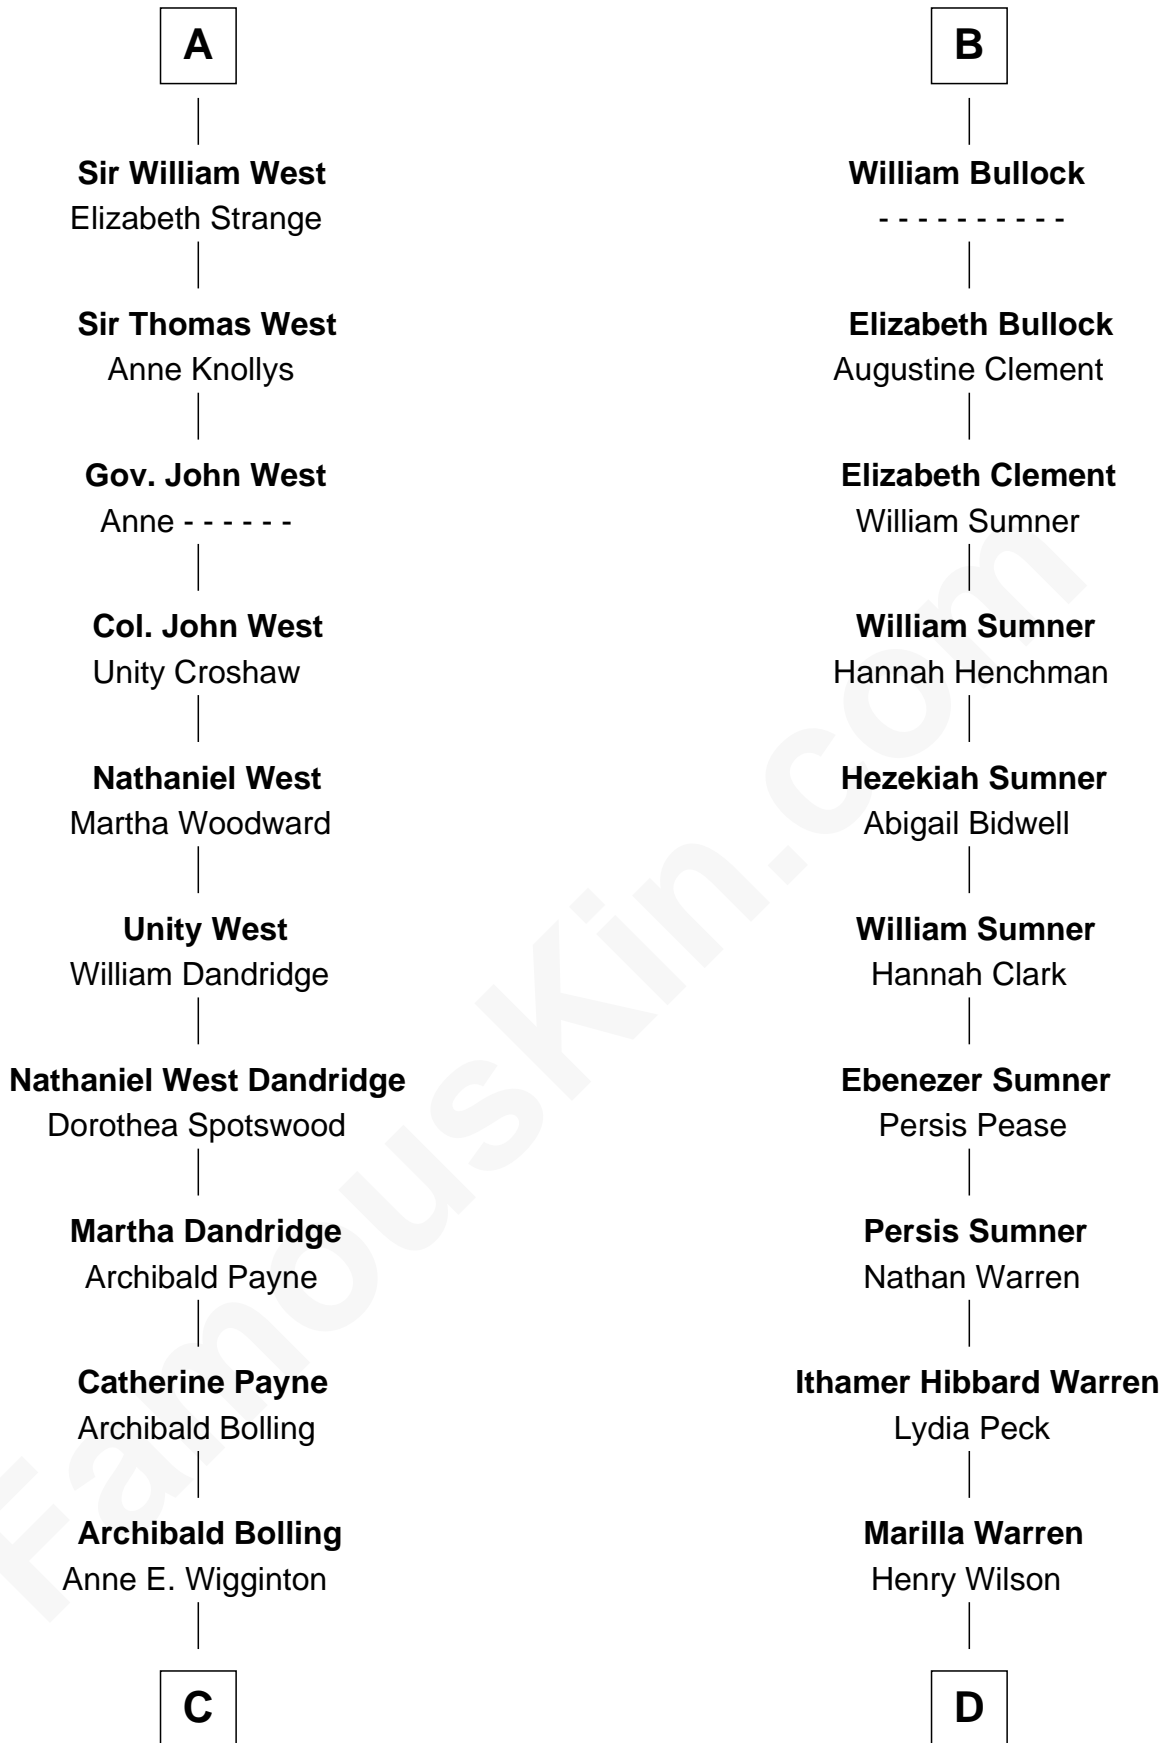 A
Sir William West
Elizabeth Strange
Sir Thomas West
Anne Knollys
Gov. John West
Anne - - - - - -
Col. John West
Unity Croshaw
Nathaniel West
Martha Woodward
Unity West
William Dandridge
Nathaniel West Dandridge
Dorothea Spotswood
Martha Dandridge
Archibald Payne
Catherine Payne
Archibald Bolling
Archibald Bolling
Anne E. Wigginton
C
B
William Bullock
- - - - - - - - - -
Elizabeth Bullock
Augustine Clement
Elizabeth Clement
William Sumner
William Sumner
Hannah Henchman
Hezekiah Sumner
Abigail Bidwell
William Sumner
Hannah Clark
Ebenezer Sumner
Persis Pease
Persis Sumner
Nathan Warren
Ithamer Hibbard Warren
Lydia Peck
Marilla Warren
Henry Wilson
D
FamousKin.com